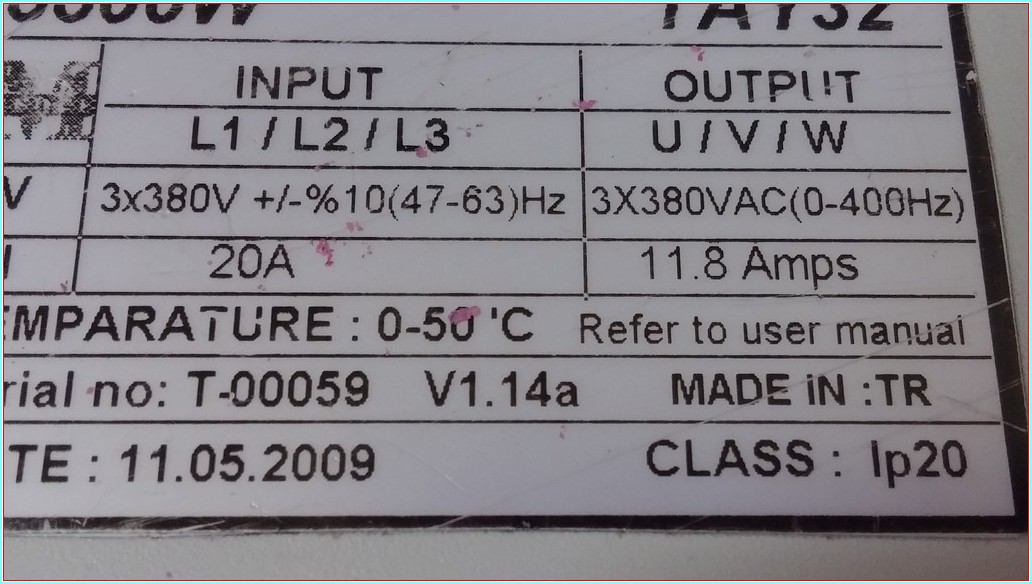 INPUT OUTPUT
L1 / L2 / L3 U / V / W
V 3x380V +/-%10(47-63)Hz 3X380VAC(0-400Hz)
20A 11.8 Amps
EMPARATURE : 0-50 'C Refer to user manual
rial no: T-00059 V1.14a MADE iN :TR
TE : 11.05.2009 CLASS : Ip20